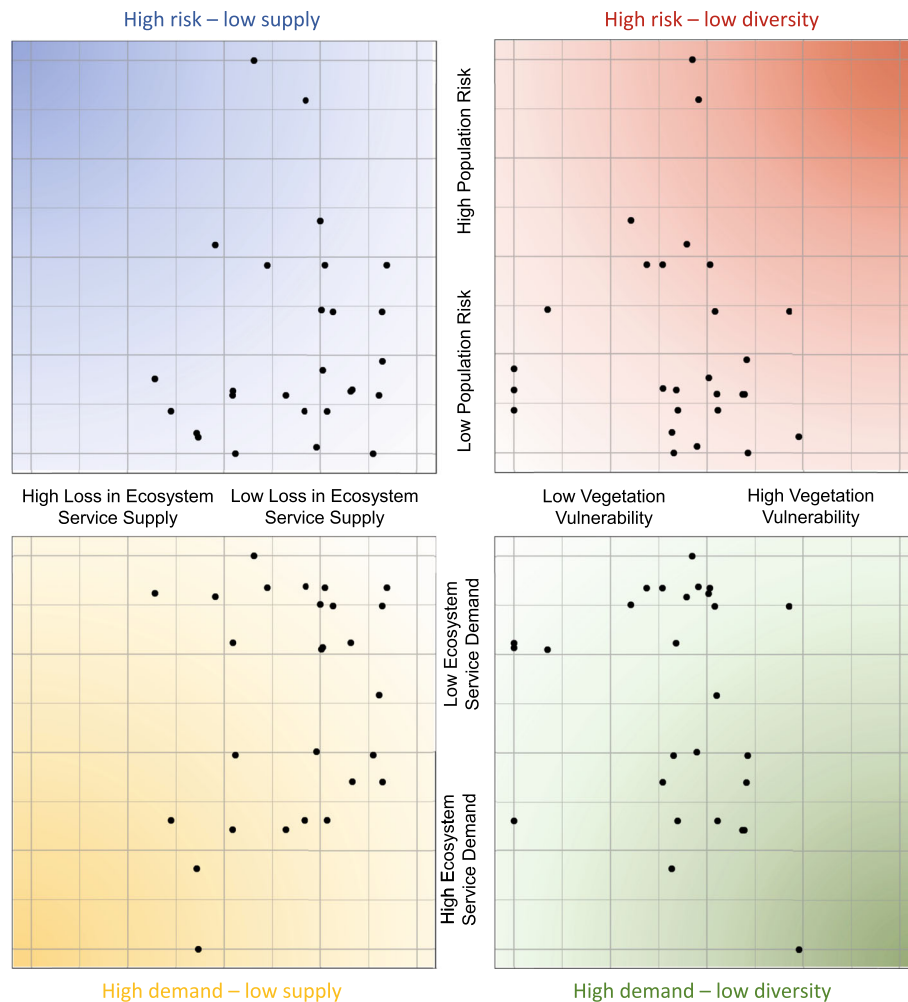 High risk – low supply
High risk – low diversity
High Population Risk
Low Population Risk
High Loss in Ecosystem
Service Supply
Low Loss in Ecosystem
Service Supply
Low Vegetation
Vulnerability
High Vegetation
Vulnerability
Low Ecosystem
Service Demand
High Ecosystem
Service Demand
High demand – low supply
High demand – low diversity